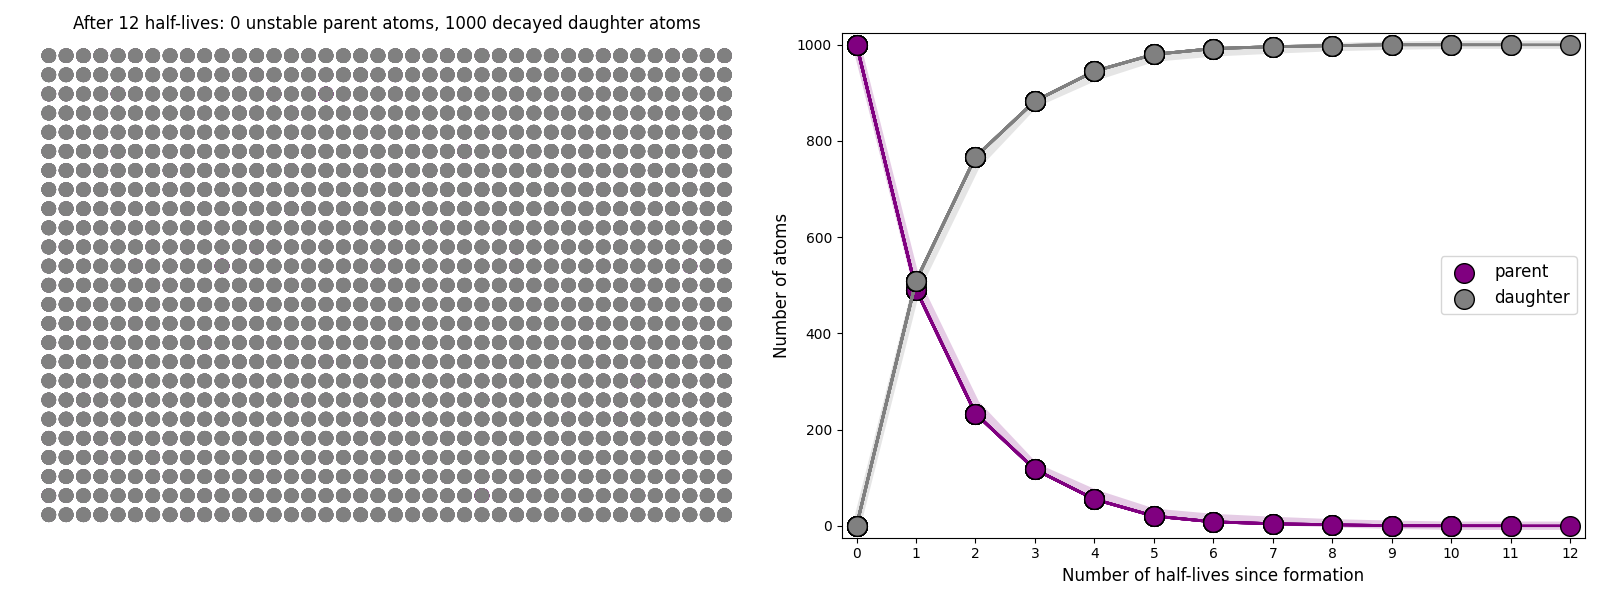 After 12 half-lives: 0 unstable parent atoms, 1000 decayed daughter atoms
1000
800
600
400
200
0
Number of atoms
parent
daughter
0 1 2 3 4 5 6 7 8 9 10 11 12
Number of half-lives since formation